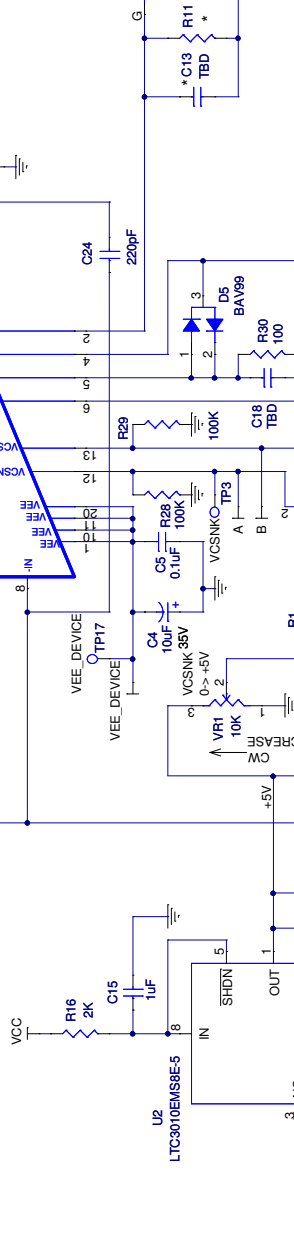 G
R11
*
* C13
TBD
C24
220pF
3
D5
BAV99
1
2
R30
100
C18
TBD
2
4
5
6
13
12
R29
100K
VCSN
VEE
VEE
VEE
VEE
20
11
10
1
R28
100K
TP3
VCSNK
A
B
2
C5
0.1uF
-IN
8
VEE_DEVICE
TP17
VEE_DEVICE
C4
10uF
35V
+
VCSNK
0-> +5V
2
3
1
VR1
10K
CW
+5V
VCC
R16
2K
C15
1uF
8
IN
5
SHDN
1
OUT
U2
LTC3010EMS8E-5
3